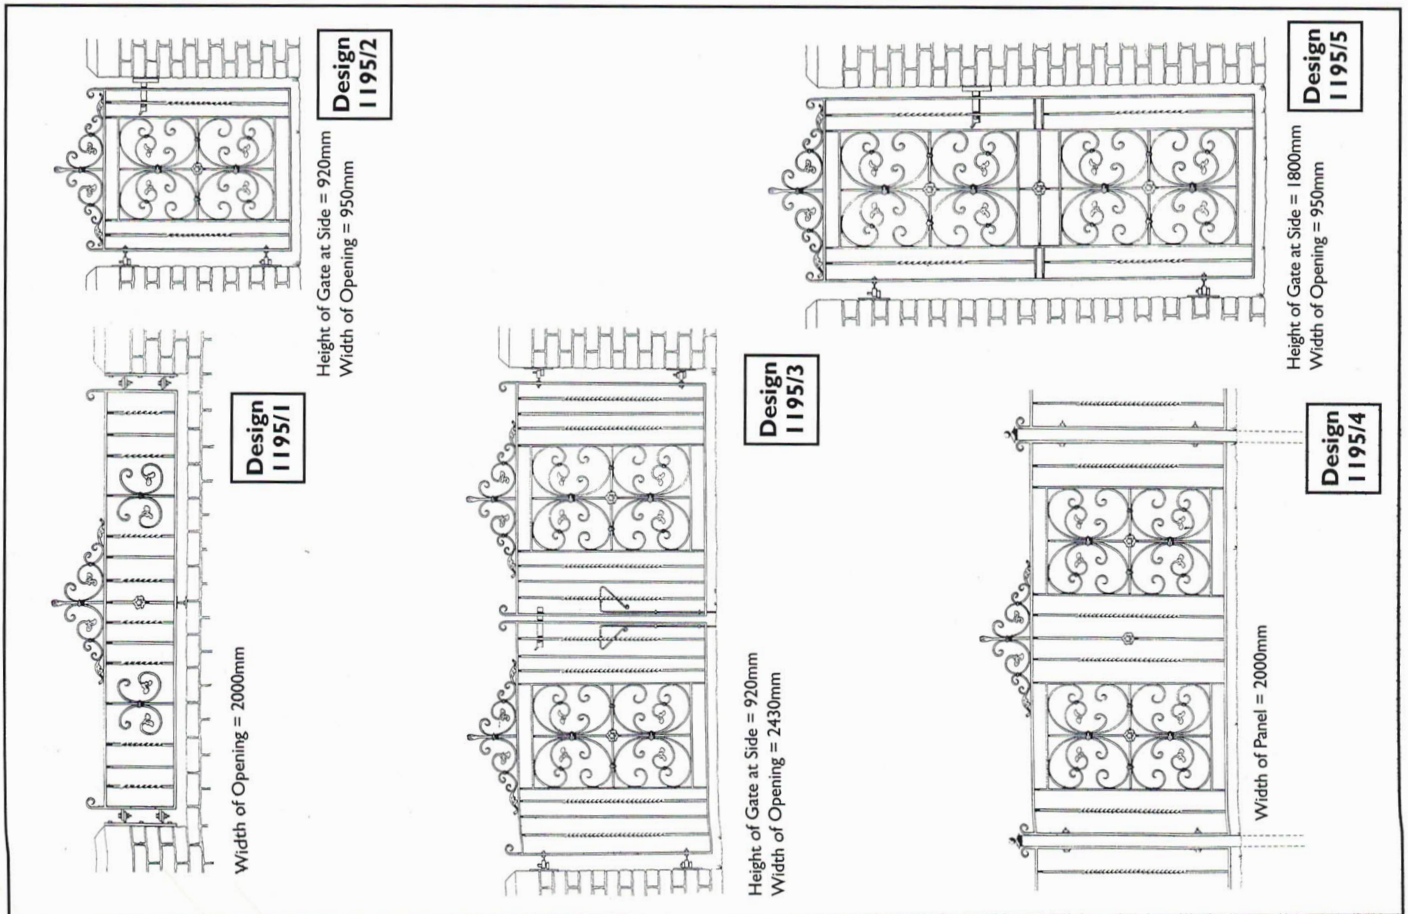 Design
1195/1
Width of Opening = 2000mm
Design
1195/2
Height of Gate at Side = 920mm
Width of Opening = 950mm
Design
1195/3
Height of Gate at Side = 920mm
Width of Opening = 2430mm
Design
1195/4
Width of Panel = 2000mm
Design
1195/5
Height of Gate at Side = 1800mm
Width of Opening = 950mm